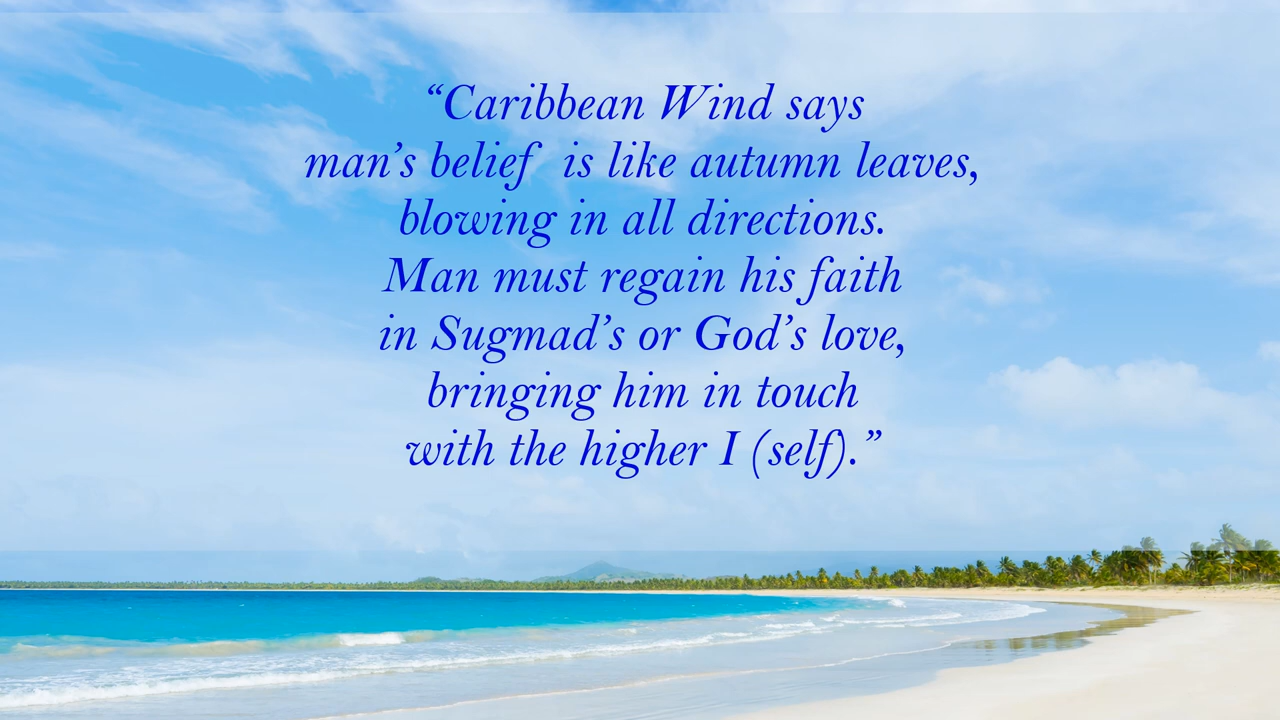 “Caribbean Wind says
man’s belief  is like autumn leaves,
blowing in all directions.
Man must regain his faith
in Sugmad’s or God’s love,
bringing him in touch
with the higher I (self).”